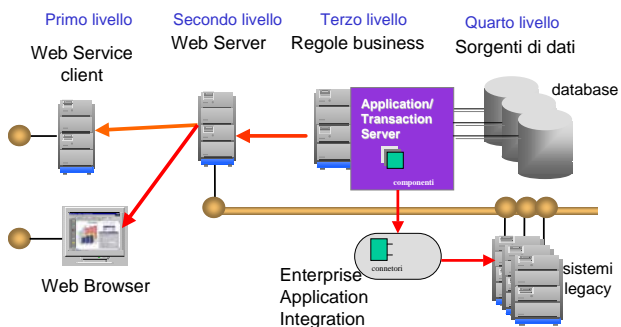 Primo livello
Secondo livello
Terzo livello
Quarto livello
Web Service
client
Web Server
Regole business
Sorgenti di dati
database
Application/
Transaction
Server
componenti
connetori
Web Browser
Enterprise
Application
Integration
sistemi
legacy